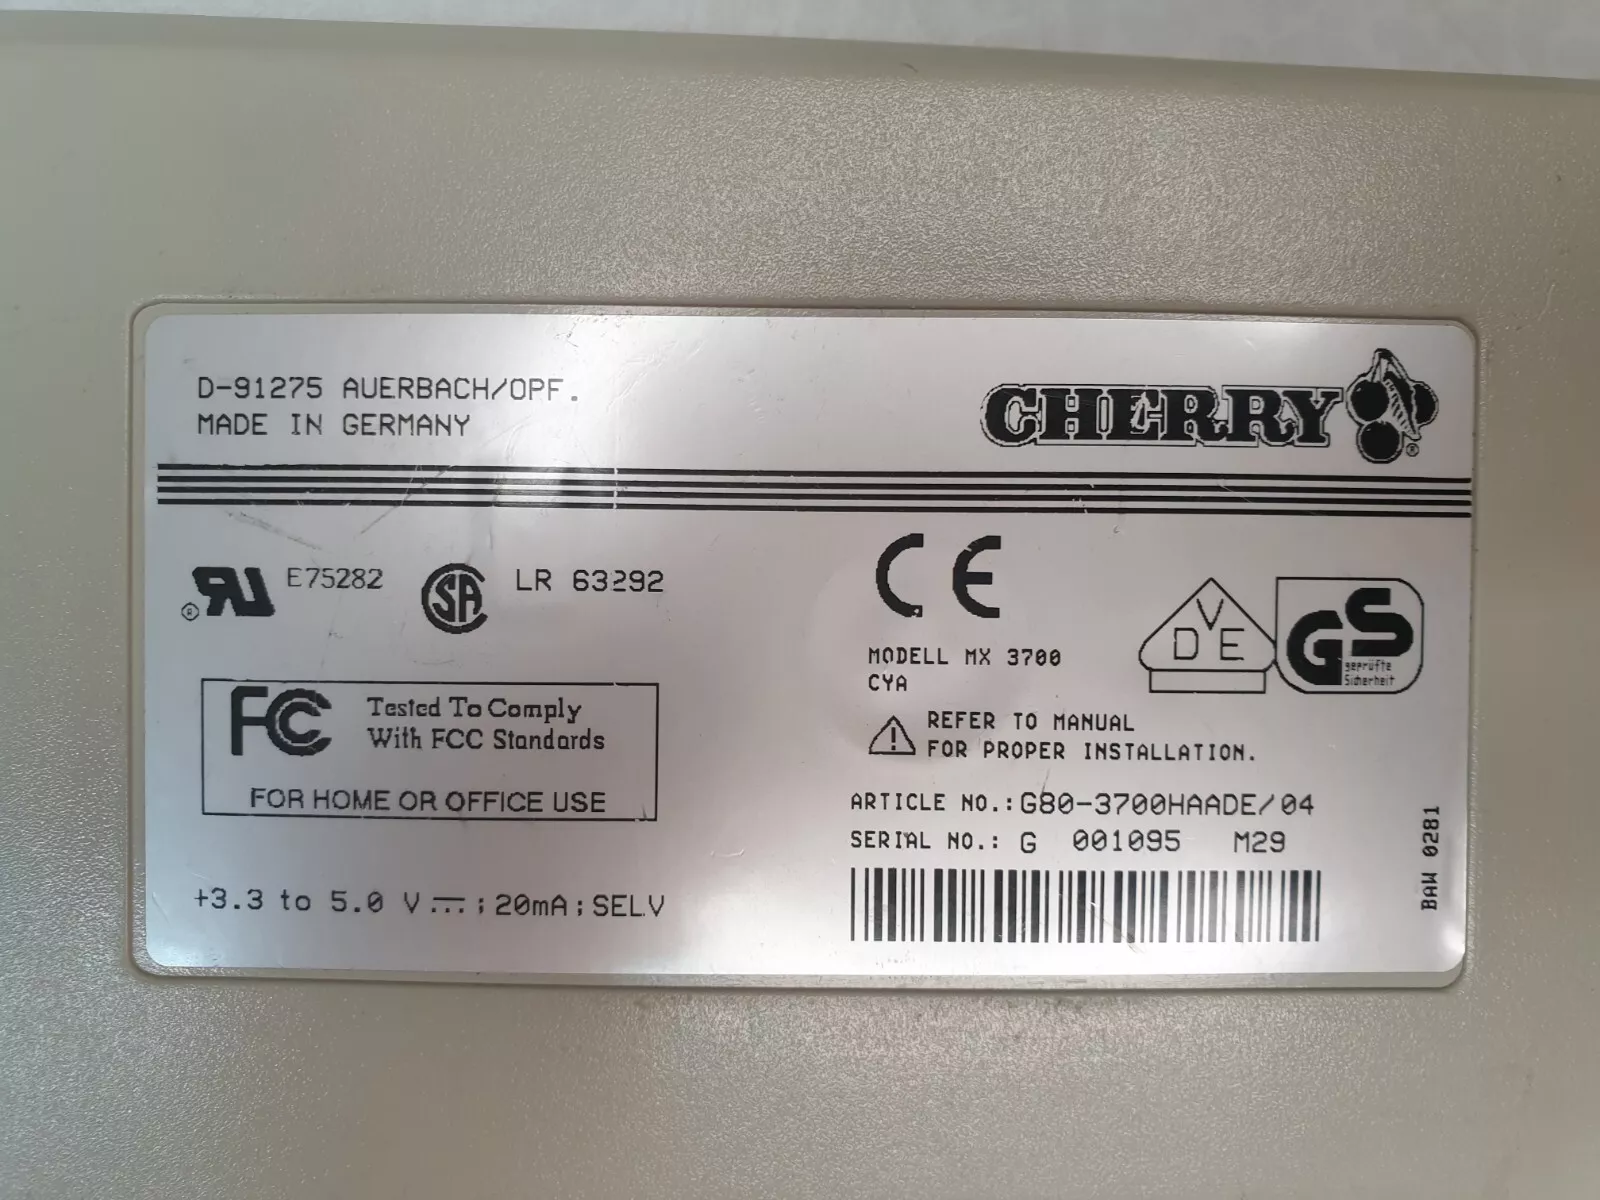 D-91275 AUERBACH/OPF.
MADE IN GERMANY
CHERRY
®
RU
®
E75282
SA
LR 63292
CE
MODELL MX 3700
CYA
VDE
GS
geprüfte
Sicherheit
FC
Tested To Comply
With FCC Standards
FOR HOME OR OFFICE USE
REFER TO MANUAL
FOR PROPER INSTALLATION.
ARTICLE NO.:G80-3700HAADE/04
SERIAL NO.: G 001095 M29
+3.3 to 5.0 V ⎓ ; 20mA; SELV
BAW 0281